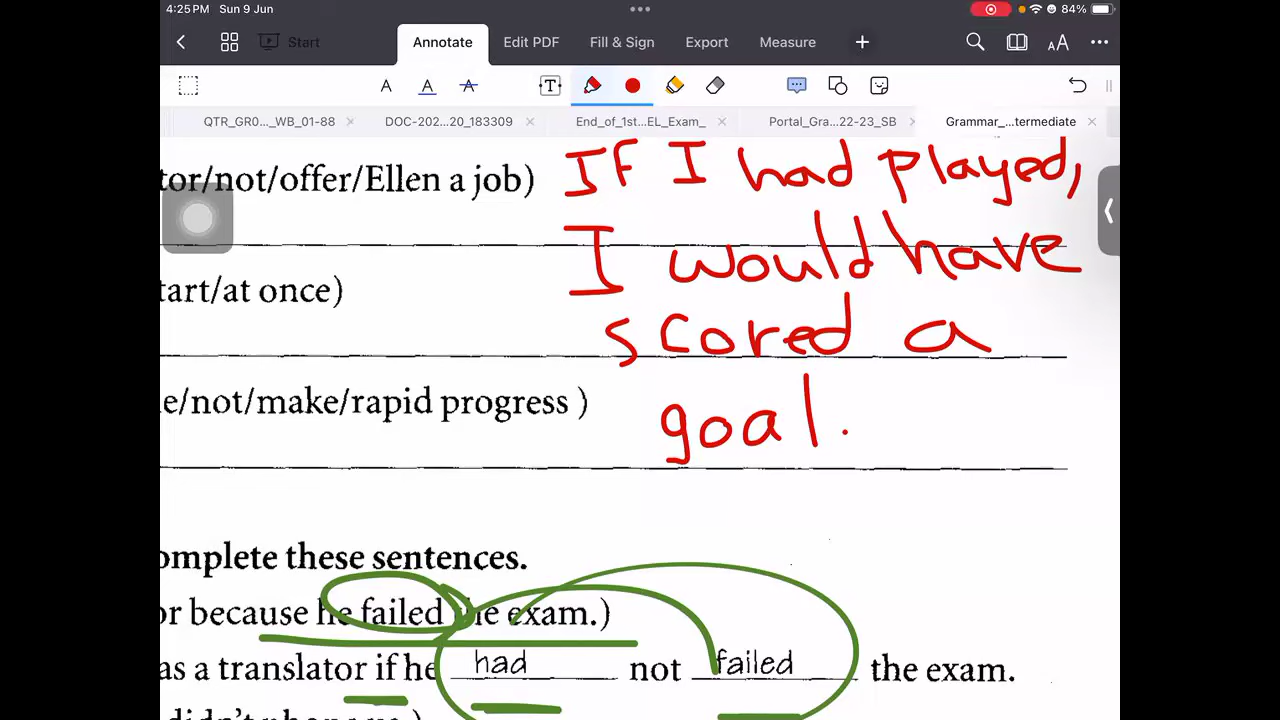 4:25 PM Sun 9 Jun 84%
Start Annotate Edit PDF Fill & Sign Export Measure
QTR_GR0..._WB_01-88 DOC-202...20_183309 End_of_1st...EL_Exam_ Portal_Gra...22-23_SB Grammar_...termediate
tor/not/offer/Ellen a job) If I had played,
I would have
tart/at once)
scored a
e/not/make/rapid progress )
goal.
omplete these sentences.
or because he failed the exam.)
as a translator if he had not failed the exam.
didn't phone us.)